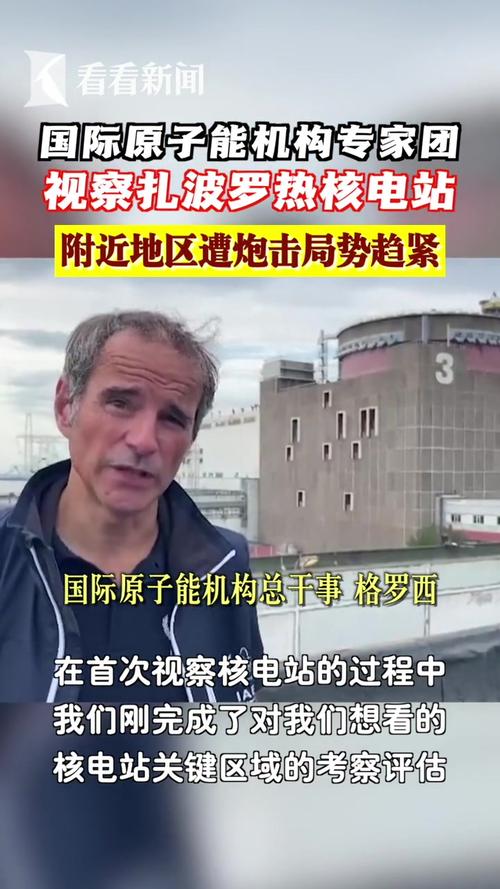 看看新闻
国际原子能机构专家团
视察扎波罗热核电站
附近地区遭炮击局势趋紧
3
国际原子能机构总干事 格罗西
在首次视察核电站的过程中
我们刚完成了对我们想看的
核电站关键区域的考察评估